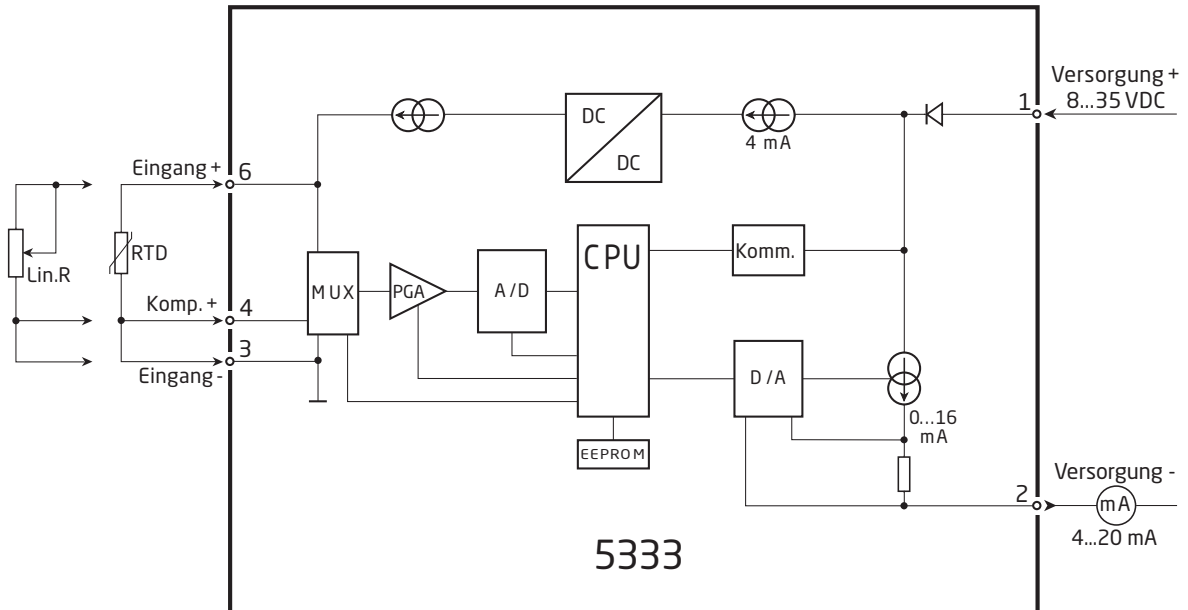 Versorgung +
8...35 VDC
1
DC
DC
4 mA
Eingang +
6
RTD
Lin.R
CPU
Komm.
MUX
PGA
A/D
Komp. +
4
3
Eingang -
D/A
0...16
mA
EEPROM
Versorgung -
2
mA
4...20 mA
5333